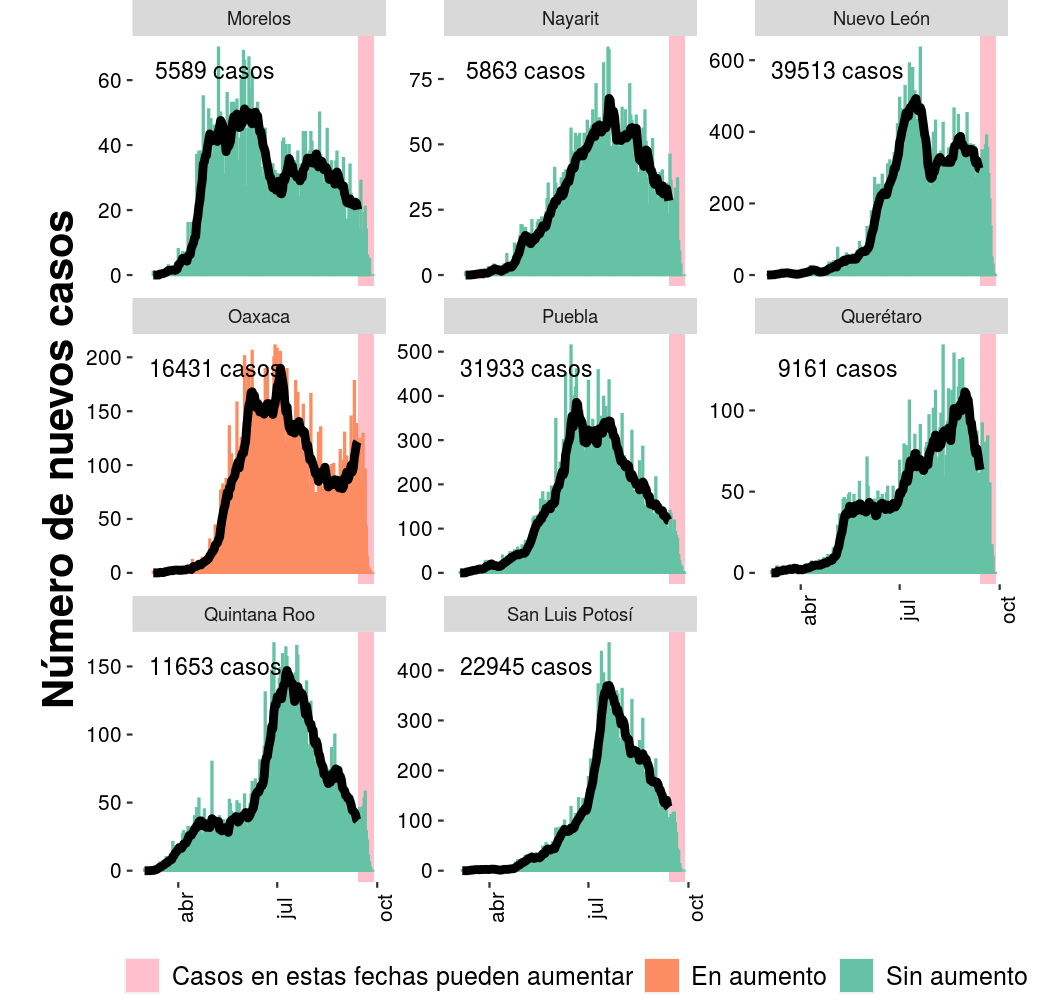 Número de nuevos casos
Morelos
5589 casos
60
40
20
0
Nayarit
5863 casos
75
50
25
0
Nuevo León
39513 casos
600
400
200
0
Oaxaca
16431 casos
200
150
100
50
0
Puebla
31933 casos
500
400
300
200
100
0
Querétaro
9161 casos
100
50
0
abr
jul
oct
Quintana Roo
11653 casos
150
100
50
0
abr
jul
oct
San Luis Potosí
22945 casos
400
300
200
100
0
abr
jul
oct
Casos en estas fechas pueden aumentar
En aumento
Sin aumento